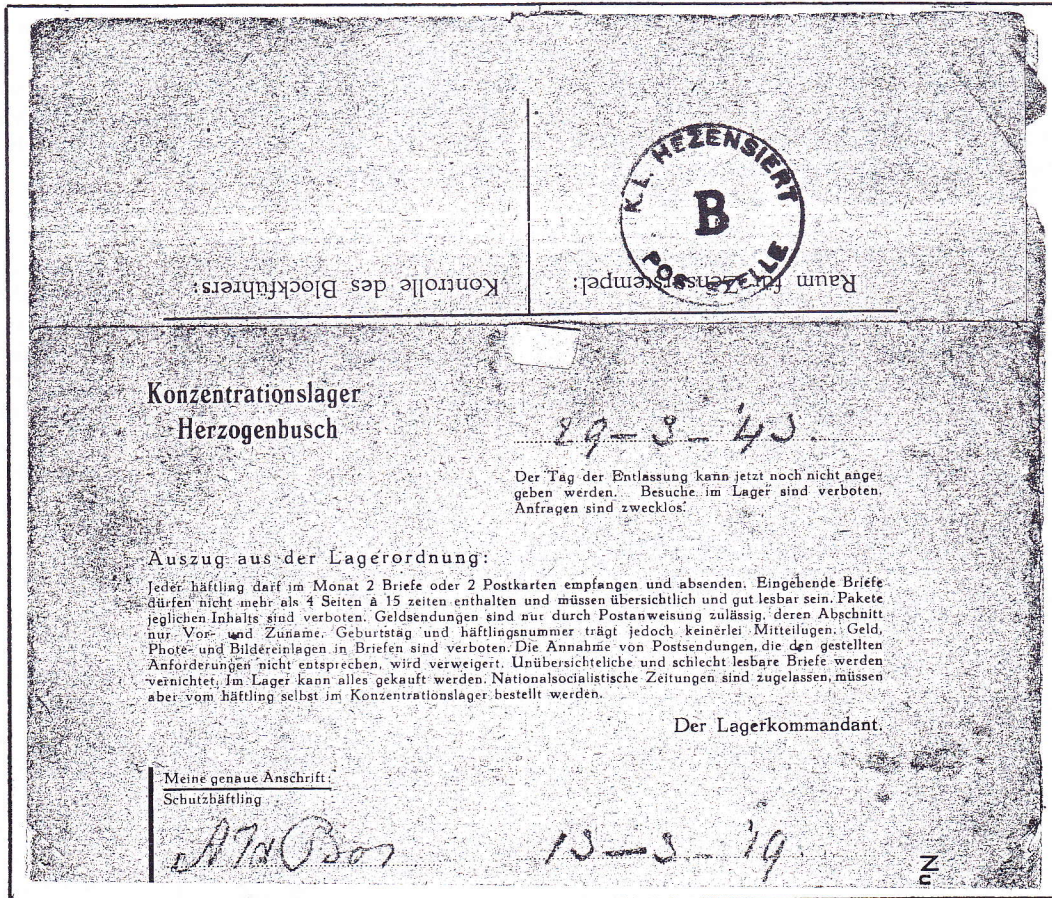 K.L. HEZENSIERT
B
POSTZELLE
Kontrolle des Blockführers:
Raum für Zensurstempel:
Konzentrationslager
Herzogenbusch
29-3-'43.
Der Tag der Entlassung kann jetzt noch nicht ange-
geben werden. Besuche im Lager sind verboten.
Anfragen sind zwecklos.
Auszug aus der Lagerordnung:
Jeder häftling darf im Monat 2 Briefe oder 2 Postkarten empfangen und absenden. Eingehende Briefe
dürfen nicht mehr als 4 Seiten à 15 zeiten enthalten und müssen übersichtlich und gut lesbar sein. Pakete
jeglichen Inhalts sind verboten. Geldsendungen sind nur durch Postanweisung zulässig, deren Abschnitt
nur Vor- und Zuname, Geburtstag und häftlingsnummer trägt jedoch keinerlei Mitteilugen. Geld,
Phote- und Bildereinlagen in Briefen sind verboten. Die Annahme von Postsendungen, die den gestellten
Anforderungen nicht entsprechen, wird verweigert. Unübersichteliche und schlecht lesbare Briefe werden
vernichtet. Im Lager kann alles gekauft werden. Nationalsocialistische Zeitungen sind zugelassen, müssen
aber vom häftling selbst im Konzentrationslager bestellt werden.
Der Lagerkommandant.
Meine genaue Anschrift:
Schutzhäftling
Bos 13-3-'19.